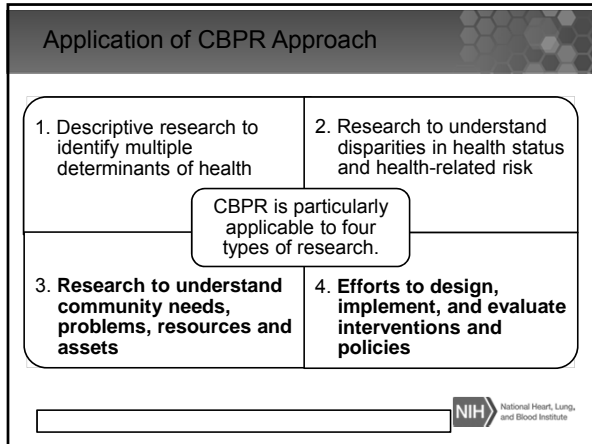 Application of CBPR Approach
1. Descriptive research to
identify multiple
determinants of health
2. Research to understand
disparities in health status
and health-related risk
CBPR is particularly
applicable to four
types of research.
3. Research to understand
community needs,
problems, resources and
assets
4. Efforts to design,
implement, and evaluate
interventions and
policies
NIH National Heart, Lung,
and Blood Institute